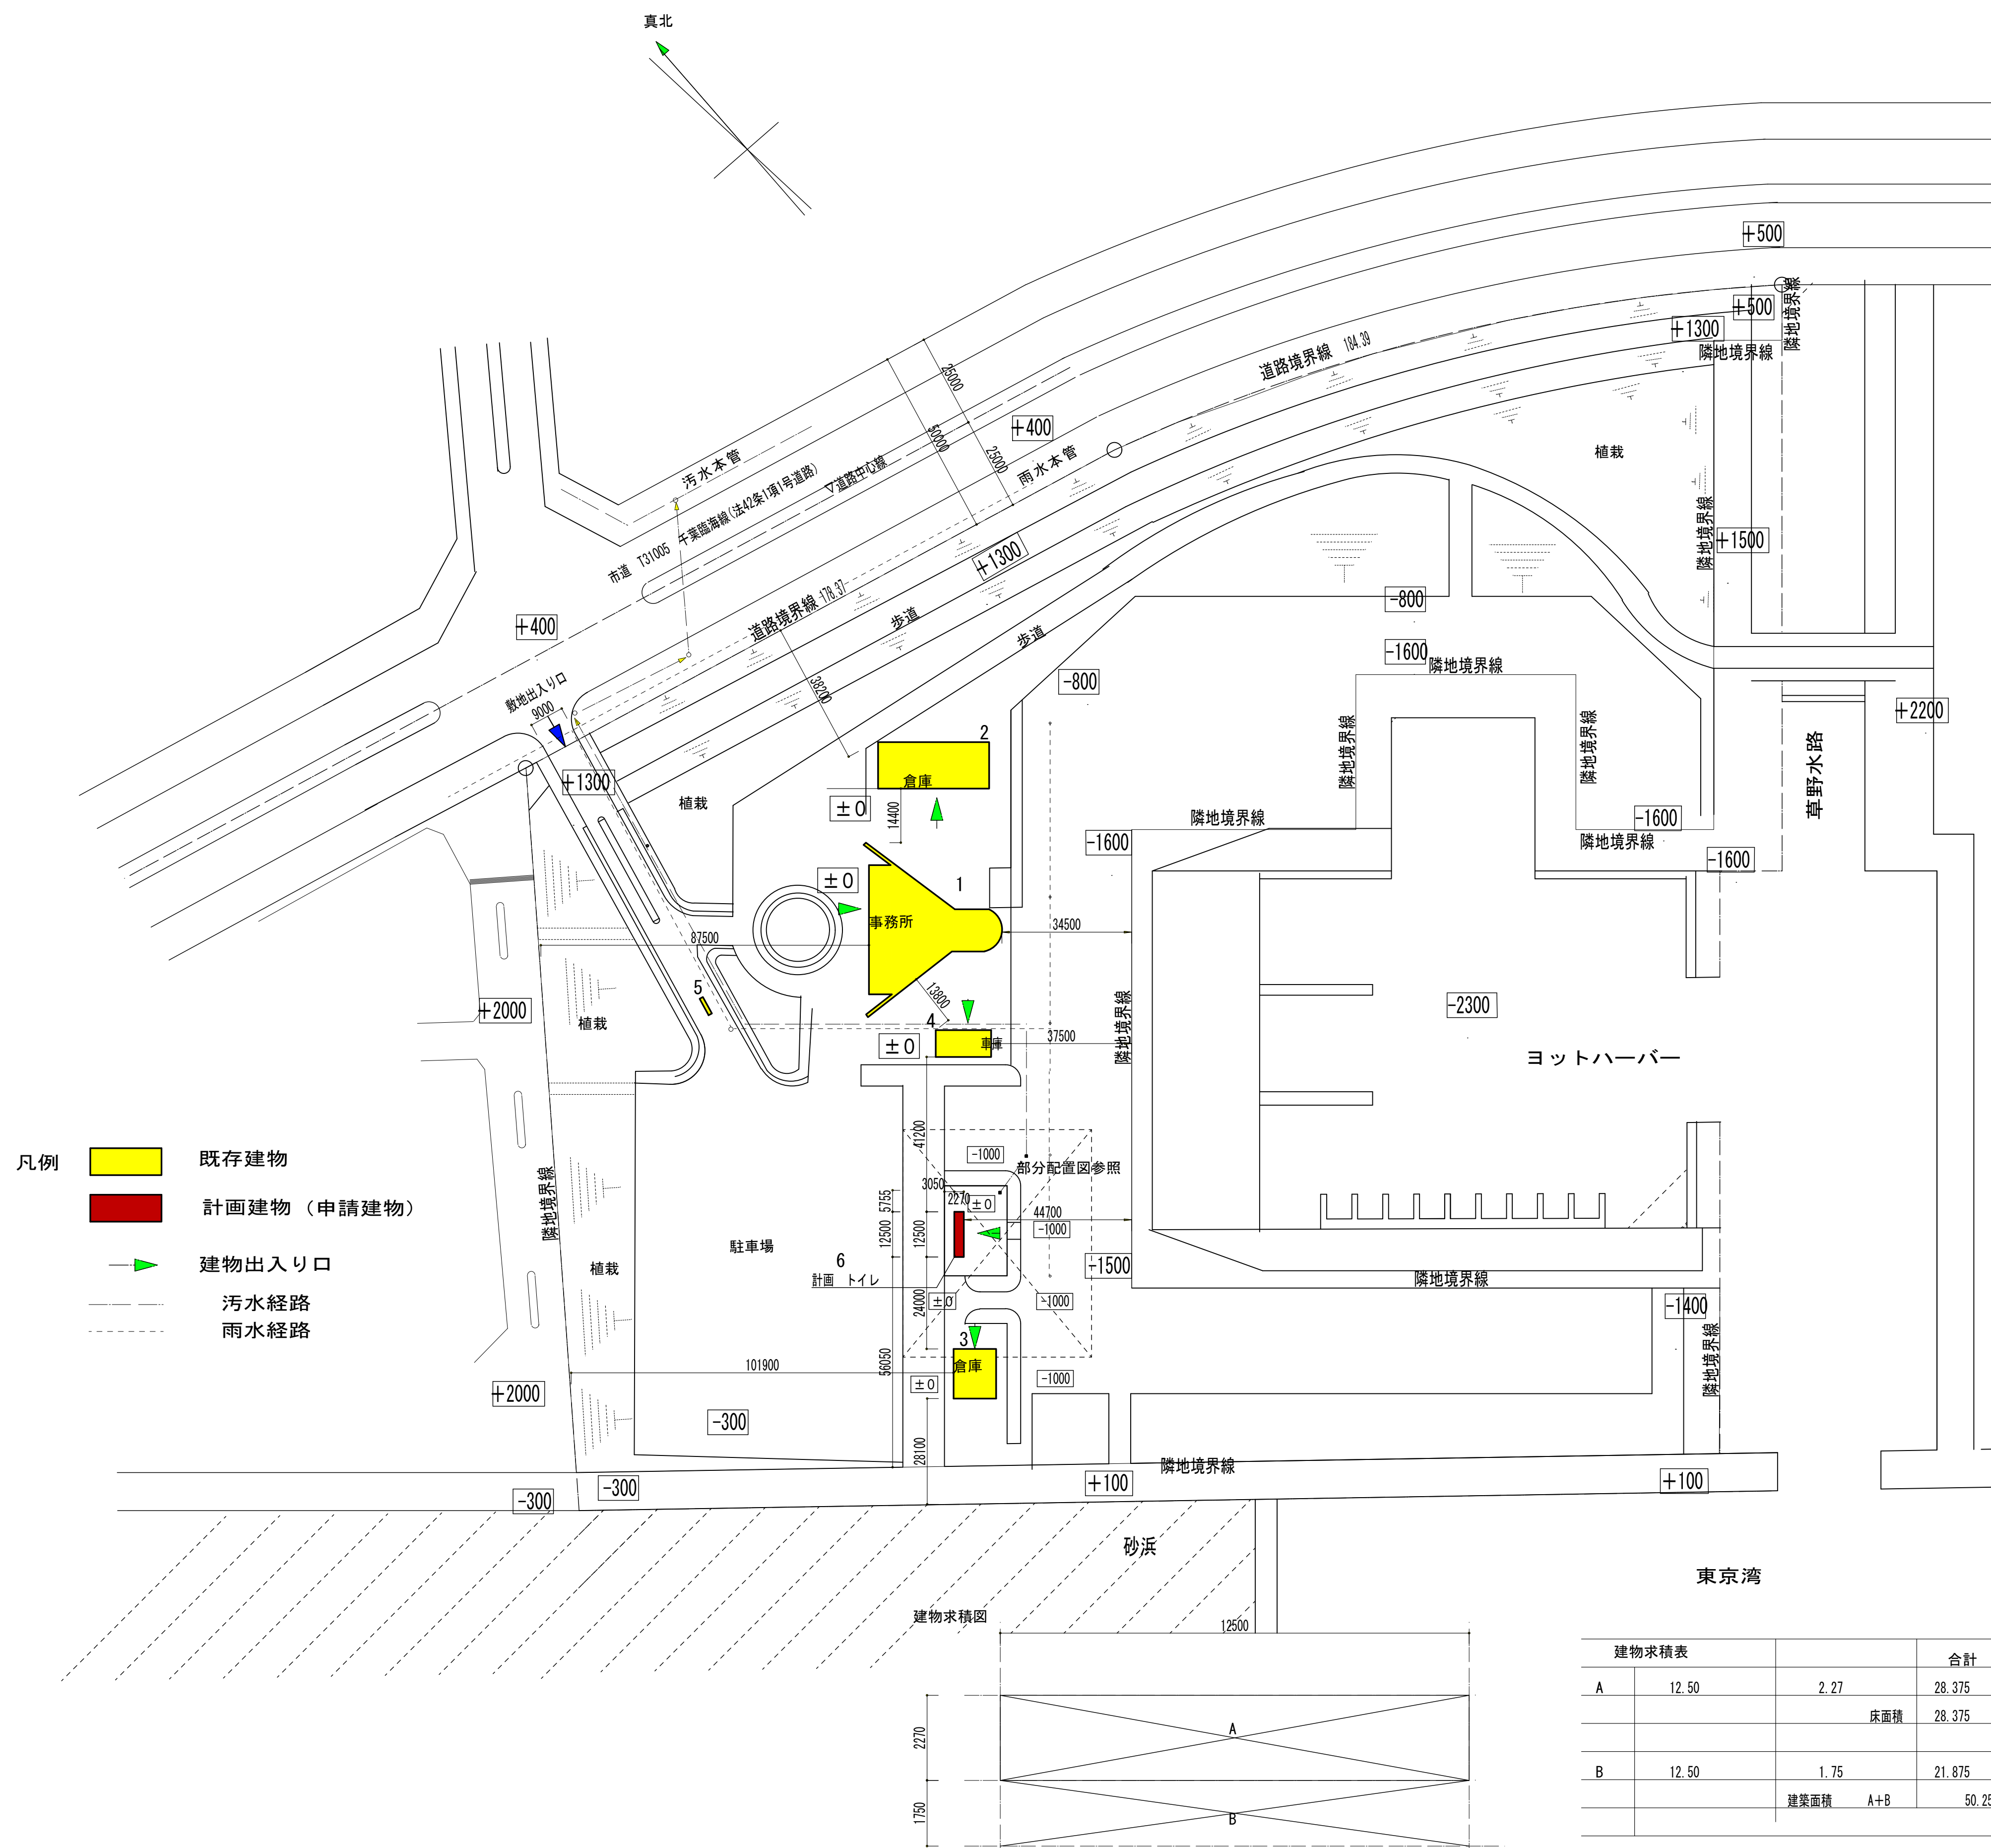 真北
+500
+500
隣地境界線
+1300
隣地境界線
道路境界線　184.39
25000
50000
25000
+400
汚水本管
雨水本管
▽道路中心線
市道　T31005　千葉臨海線(法42条1項1号道路)
植栽
隣地境界線
+1500
+1300
道路境界線 178.37
歩道
歩道
+400
-800
-1600
隣地境界線
-800
38200
敷地出入り口
9000
+2200
隣地境界線
隣地境界線
草野水路
2
倉庫
+1300
植栽
±0
14400
隣地境界線
-1600
-1600
隣地境界線
-1600
±0
1
事務所
34500
87500
13800
5
隣地境界線
-2300
+2000
植栽
4
±0
車庫
37500
ヨットハーバー
凡例
既存建物
計画建物（申請建物）
建物出入り口
汚水経路
雨水経路
41200
-1000
部分配置図参照
3050
2270
±0
5755
12500
12500
44700
-1000
隣地境界線
駐車場
植栽
6
計画　トイレ
-1500
隣地境界線
24000
±0
-1000
-1400
隣地境界線
3
倉庫
56050
101900
±0
-1000
+2000
-300
28100
隣地境界線
-300
-300
+100
+100
砂浜
東京湾
建物求積図
12500
2270
A
1750
B
建物求積表 合計
A 12.50 2.27 28.375
床面積 28.375
B 12.50 1.75 21.875
建築面積 A+B 50.25